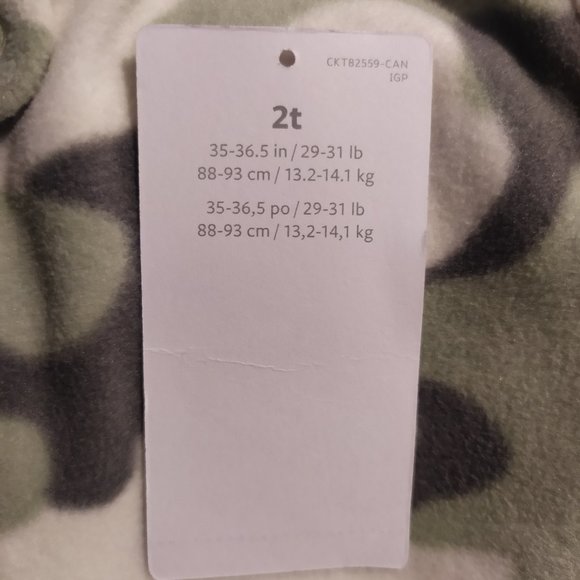 CKT82559-CAN
IGP
2t
35-36.5 in / 29-31 lb
88-93 cm / 13.2-14.1 kg
35-36,5 po / 29-31 lb
88-93 cm / 13,2-14,1 kg